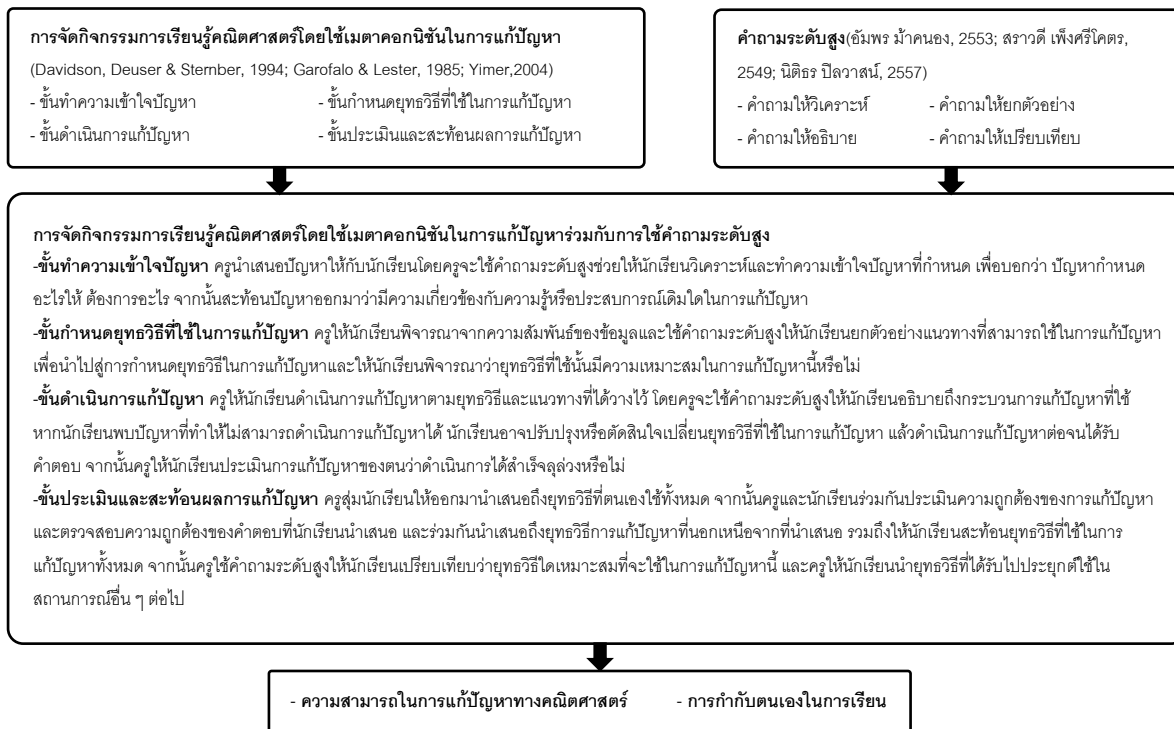 การจัดกิจกรรมการเรียนรู้คณิตศาสตร์โดยใช้เมตาคอกนิชันในการแก้ปัญหา
(Davidson, Deuser & Sternber, 1994; Garofalo & Lester, 1985; Yimer,2004)
- ขั้นทำความเข้าใจปัญหา - ขั้นกำหนดยุทธวิธีที่ใช้ในการแก้ปัญหา
- ขั้นดำเนินการแก้ปัญหา - ขั้นประเมินและสะท้อนผลการแก้ปัญหา
คำถามระดับสูง(อัมพร ม้าคนอง, 2553; สราวดี เพ็งศรีโคตร,
2549; นิติธร ปิลวาสน์, 2557)
- คำถามให้วิเคราะห์ - คำถามให้ยกตัวอย่าง
- คำถามให้อธิบาย - คำถามให้เปรียบเทียบ
การจัดกิจกรรมการเรียนรู้คณิตศาสตร์โดยใช้เมตาคอกนิชันในการแก้ปัญหาร่วมกับการใช้คำถามระดับสูง
-ขั้นทำความเข้าใจปัญหา ครูนำเสนอปัญหาให้กับนักเรียนโดยครูจะใช้คำถามระดับสูงช่วยให้นักเรียนวิเคราะห์และทำความเข้าใจปัญหาที่กำหนด เพื่อบอกว่า ปัญหากำหนด
อะไรให้ ต้องการอะไร จากนั้นสะท้อนปัญหาออกมาว่ามีความเกี่ยวข้องกับความรู้หรือประสบการณ์เดิมใดในการแก้ปัญหา
-ขั้นกำหนดยุทธวิธีที่ใช้ในการแก้ปัญหา ครูให้นักเรียนพิจารณาจากความสัมพันธ์ของข้อมูลและใช้คำถามระดับสูงให้นักเรียนยกตัวอย่างแนวทางที่สามารถใช้ในการแก้ปัญหา
เพื่อนำไปสู่การกำหนดยุทธวิธีในการแก้ปัญหาและให้นักเรียนพิจารณาว่ายุทธวิธีที่ใช้นั้นมีความเหมาะสมในการแก้ปัญหานี้หรือไม่
-ขั้นดำเนินการแก้ปัญหา ครูให้นักเรียนดำเนินการแก้ปัญหาตามยุทธวิธีและแนวทางที่ได้วางไว้ โดยครูจะใช้คำถามระดับสูงให้นักเรียนอธิบายถึงกระบวนการแก้ปัญหาที่ใช้
หากนักเรียนพบปัญหาที่ทำให้ไม่สามารถดำเนินการแก้ปัญหาได้ นักเรียนอาจปรับปรุงหรือตัดสินใจเปลี่ยนยุทธวิธีที่ใช้ในการแก้ปัญหา แล้วดำเนินการแก้ปัญหาต่อจนได้รับ
คำตอบ จากนั้นครูให้นักเรียนประเมินการแก้ปัญหาของตนว่าดำเนินการได้สำเร็จลุล่วงหรือไม่
-ขั้นประเมินและสะท้อนผลการแก้ปัญหา ครูสุ่มนักเรียนให้ออกมานำเสนอถึงยุทธวิธีที่ตนเองใช้ทั้งหมด จากนั้นครูและนักเรียนร่วมกันประเมินความถูกต้องของการแก้ปัญหา
และตรวจสอบความถูกต้องของคำตอบที่นักเรียนนำเสนอ และร่วมกันนำเสนอถึงยุทธวิธีการแก้ปัญหาที่นอกเหนือจากที่นำเสนอ รวมถึงให้นักเรียนสะท้อนยุทธวิธีที่ใช้ในการ
แก้ปัญหาทั้งหมด จากนั้นครูใช้คำถามระดับสูงให้นักเรียนเปรียบเทียบว่ายุทธวิธีใดเหมาะสมที่จะใช้ในการแก้ปัญหานี้ และครูให้นักเรียนนำยุทธวิธีที่ได้รับไปประยุกต์ใช้ใน
สถานการณ์อื่น ๆ ต่อไป
- ความสามารถในการแก้ปัญหาทางคณิตศาสตร์ - การกำกับตนเองในการเรียน